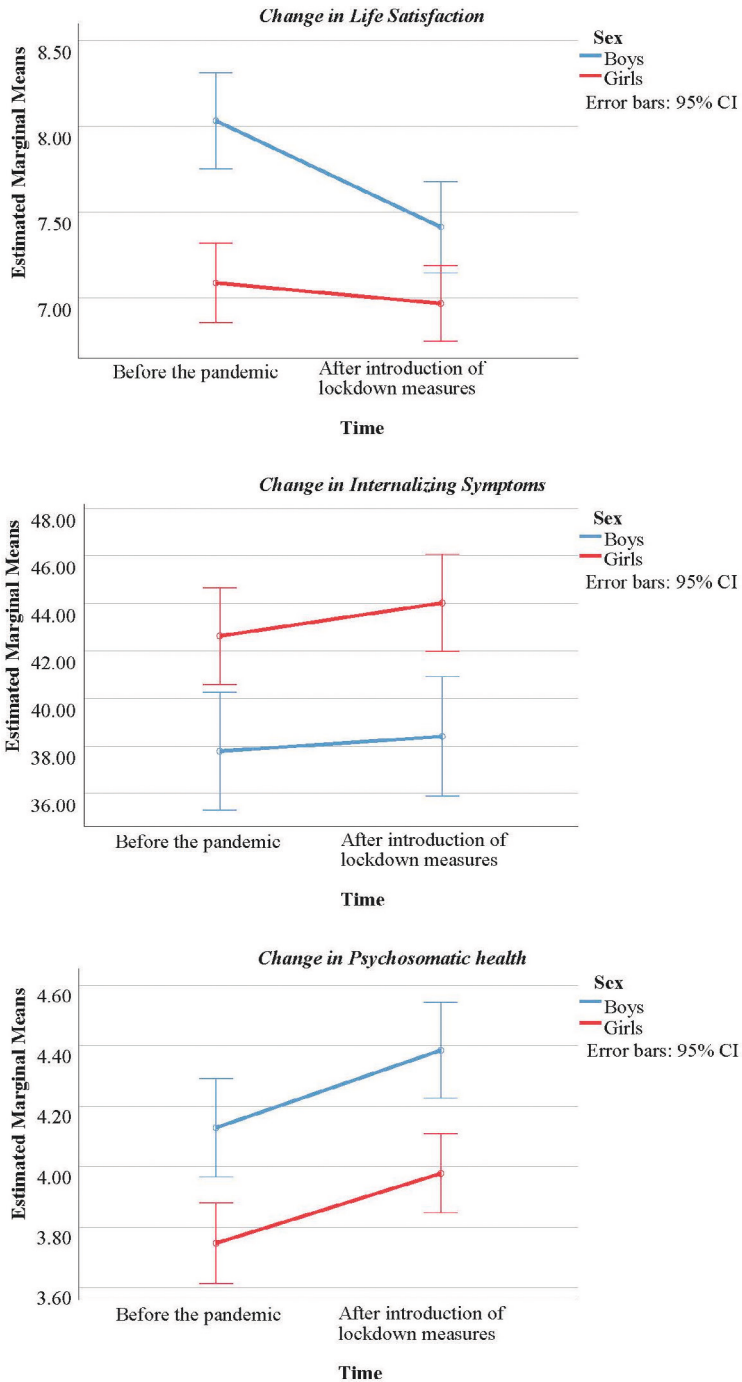 Change in Life Satisfaction
Estimated Marginal Means
8.50
8.00
7.50
7.00
Sex
Boys
Girls
Error bars: 95% CI
Before the pandemic
After introduction of
lockdown measures
Time
Change in Internalizing Symptoms
Estimated Marginal Means
48.00
46.00
44.00
42.00
40.00
38.00
36.00
Sex
Boys
Girls
Error bars: 95% CI
Before the pandemic
After introduction of
lockdown measures
Time
Change in Psychosomatic health
Estimated Marginal Means
4.60
4.40
4.20
4.00
3.80
3.60
Sex
Boys
Girls
Error bars: 95% CI
Before the pandemic
After introduction of
lockdown measures
Time